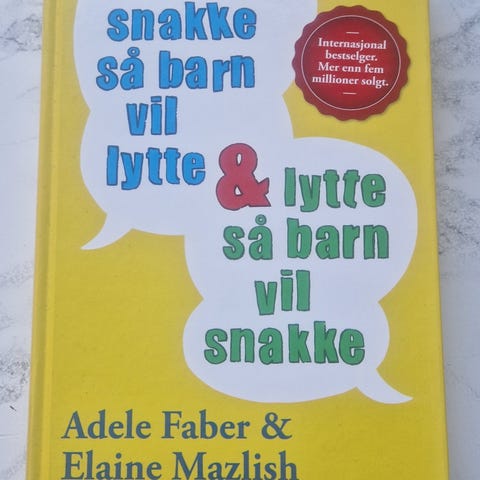 snakke
så barn
vil
lytte
&
lytte
så barn
vil
snakke
Internasjonal
bestselger.
Mer enn fem
millioner solgt.
Adele Faber &
Elaine Mazlish